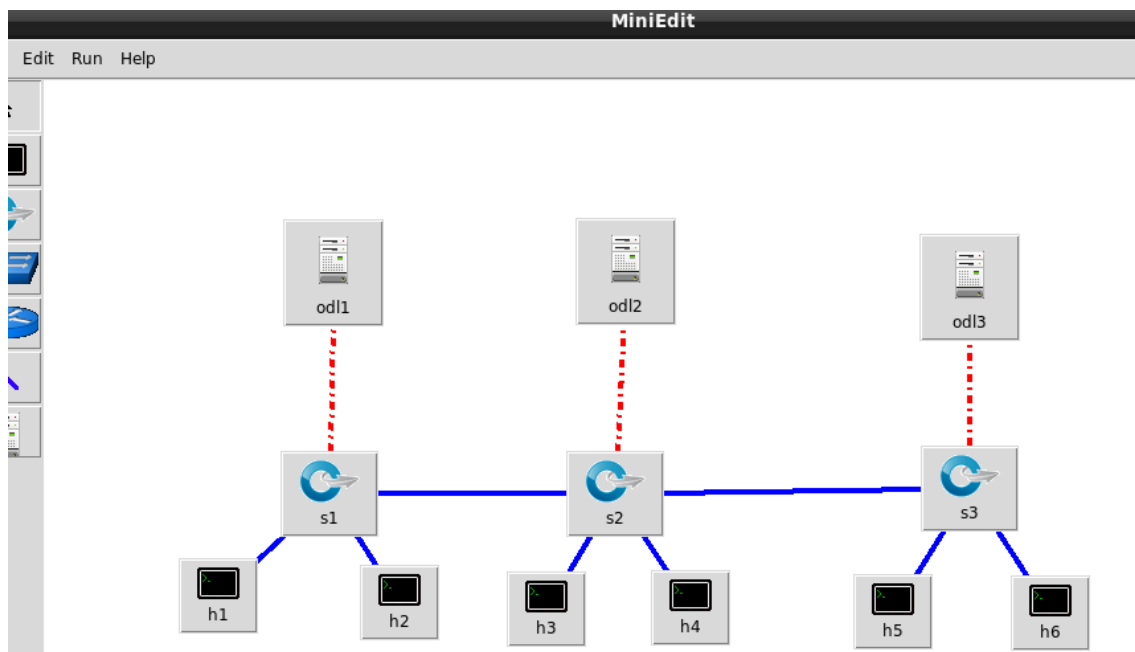 MiniEdit
Edit Run Help
odl1
odl2
odl3
s1
s2
s3
h1
h2
h3
h4
h5
h6